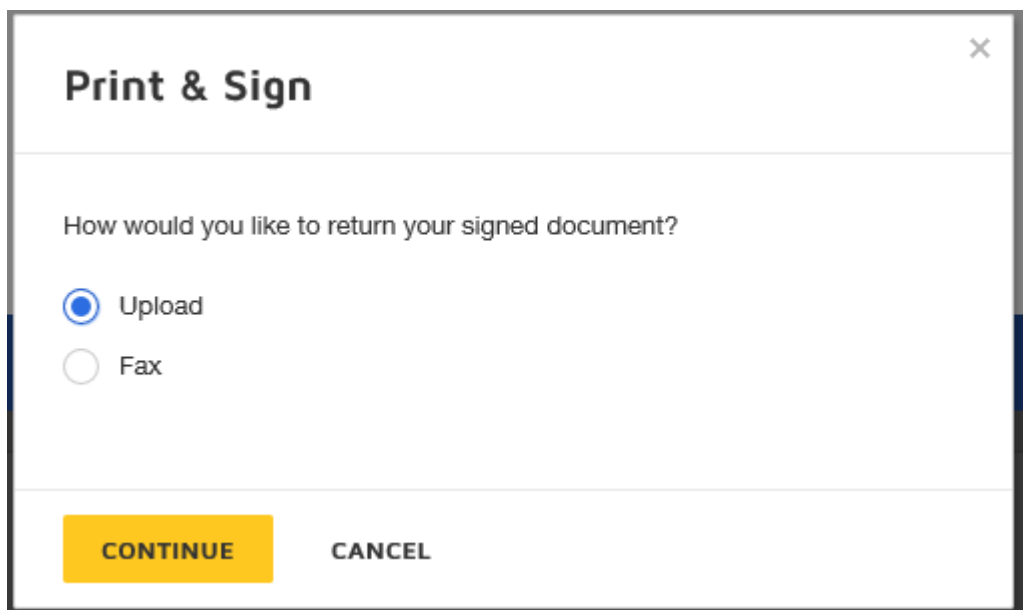 Print & Sign
How would you like to return your signed document?
Upload
Fax
CONTINUE CANCEL